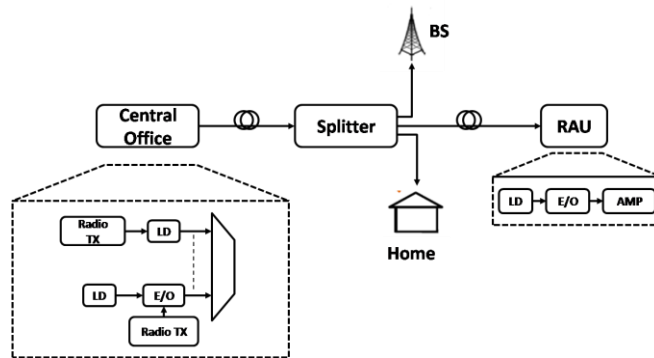 BS
Central
Office
Splitter
RAU
LD
E/O
AMP
Radio
TX
LD
Home
LD
E/O
Radio TX